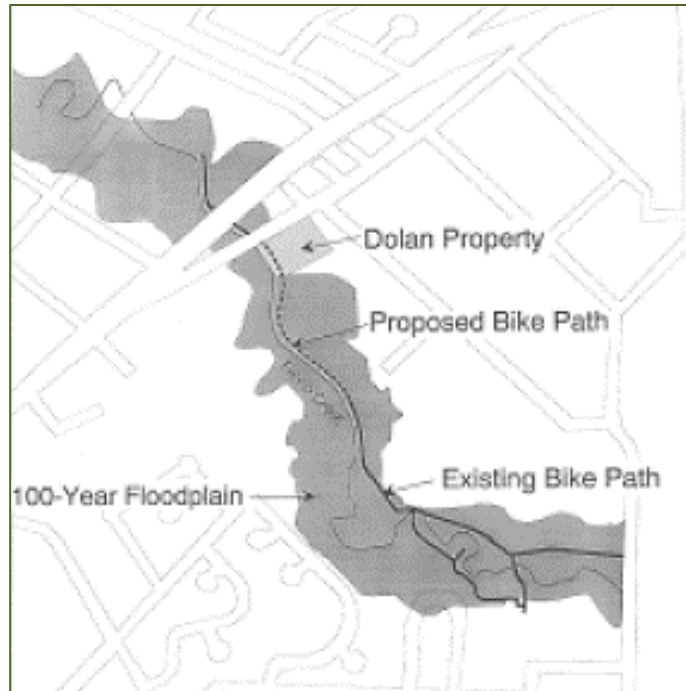 Dolan Property
Proposed Bike Path
Existing Bike Path
100-Year Floodplain